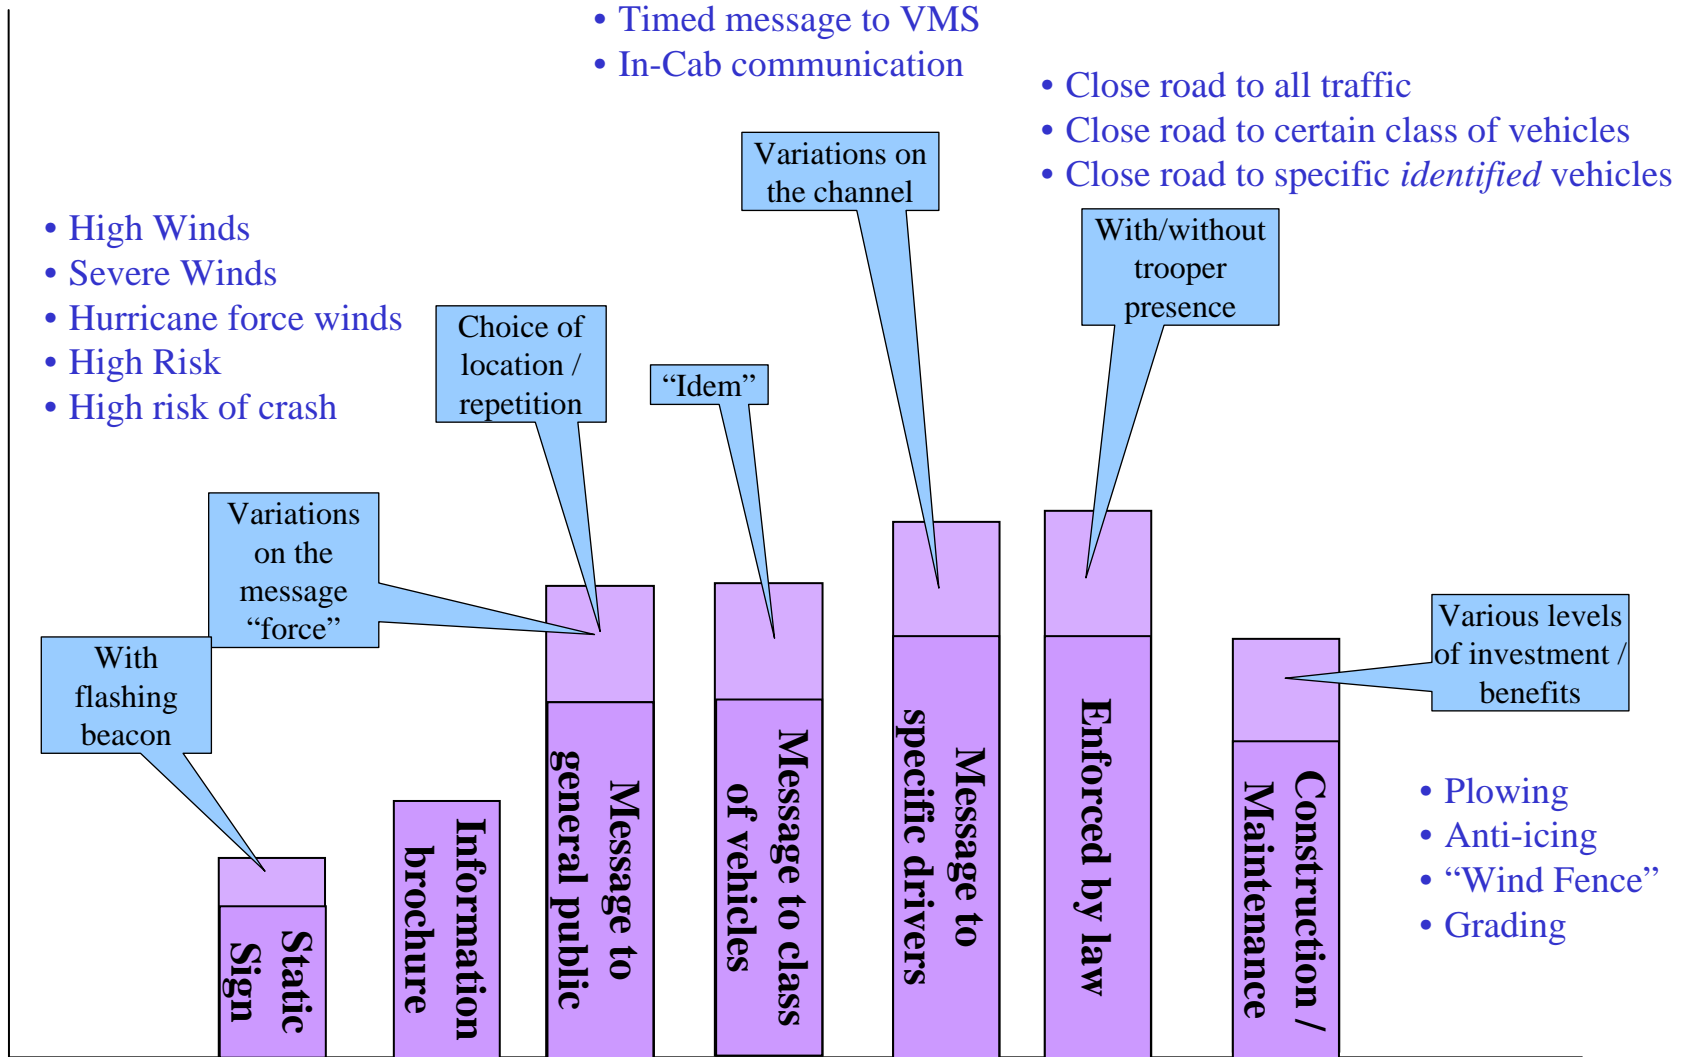 • Timed message to VMS
• In-Cab communication
• Close road to all traffic
• Close road to certain class of vehicles
• Close road to specific identified vehicles
Variations on
the channel
With/without
trooper
presence
• High Winds
• Severe Winds
• Hurricane force winds
• High Risk
• High risk of crash
Choice of
location /
repetition
“Idem”
Variations
on the
message
“force”
With
flashing
beacon
Various levels
of investment /
benefits
Static
Sign
Information
brochure
Message to
general public
Message to class
of vehicles
Message to
specific drivers
Enforced by law
Construction /
Maintenance
• Plowing
• Anti-icing
• “Wind Fence”
• Grading